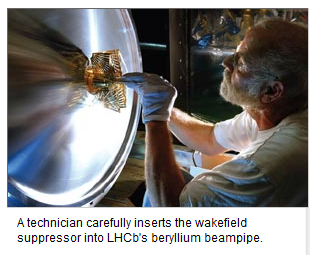 A technician carefully inserts the wakefield
suppressor into LHCb's beryllium beampipe.